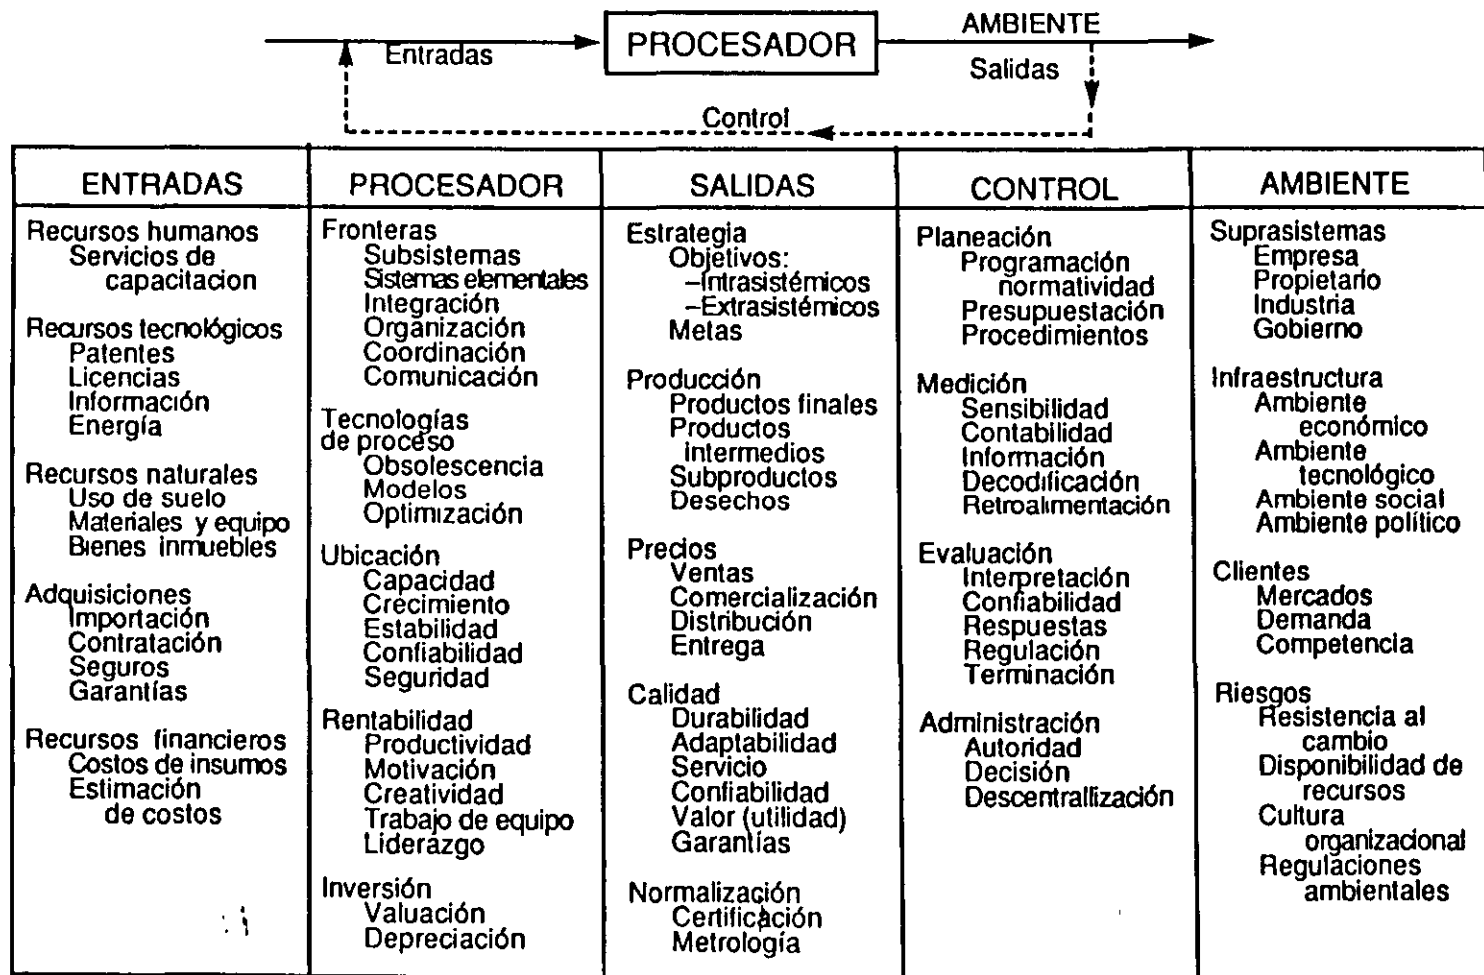 AMBIENTE
Entradas
PROCESADOR
Salidas
Control
ENTRADAS
Recursos humanos
Servicios de
capacitacion
Recursos tecnológicos
Patentes
Licencias
Información
Energía
Recursos naturales
Uso de suelo
Materiales y equipo
Bienes inmuebles
Adquisiciones
Importación
Contratación
Seguros
Garantías
Recursos financieros
Costos de insumos
Estimación
de costos
PROCESADOR
Fronteras
Subsistemas
Sistemas elementales
Integración
Organización
Coordinación
Comunicación
Tecnologías
de proceso
Obsolescencia
Modelos
Optimización
Ubicación
Capacidad
Crecimiento
Estabilidad
Confiabilidad
Seguridad
Rentabilidad
Productividad
Motivación
Creatividad
Trabajo de equipo
Liderazgo
Inversión
Valuación
Depreciación
SALIDAS
Estrategia
Objetivos:
–Intrasistémicos
–Extrasistémicos
Metas
Producción
Productos finales
Productos
intermedios
Subproductos
Desechos
Precios
Ventas
Comercialización
Distribución
Entrega
Calidad
Durabilidad
Adaptabilidad
Servicio
Confiabilidad
Valor (utilidad)
Garantías
Normalización
Certificación
Metrología
CONTROL
Planeación
Programación
normatividad
Presupuestación
Procedimientos
Medición
Sensibilidad
Contabilidad
Información
Decodificación
Retroalimentación
Evaluación
Interpretación
Confiabilidad
Respuestas
Regulación
Terminación
Administración
Autoridad
Decisión
Descentrallización
AMBIENTE
Suprasistemas
Empresa
Propietario
Industria
Gobierno
Infraestructura
Ambiente
económico
Ambiente
tecnológico
Ambiente social
Ambiente político
Clientes
Mercados
Demanda
Competencia
Riesgos
Resistencia al
cambio
Disponibilidad de
recursos
Cultura
organizacional
Regulaciones
ambientales